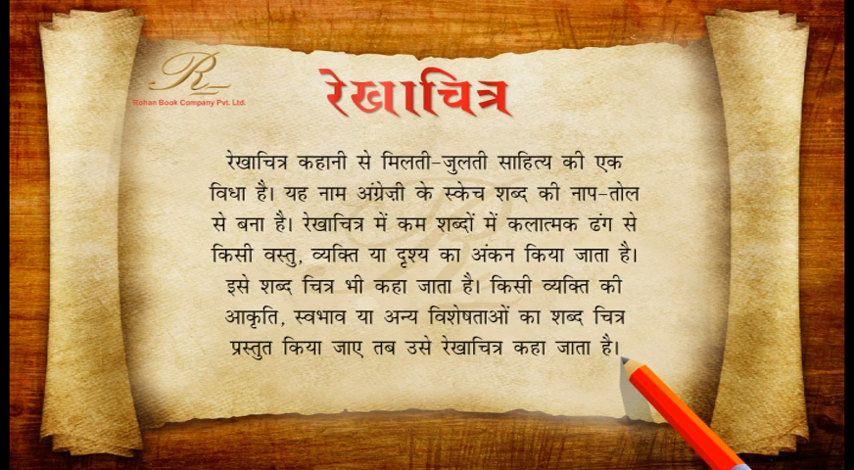 R
Rohan Book Company Pvt. Ltd.
रेखाचित्र
रेखाचित्र कहानी से मिलती-जुलती साहित्य की एक
विधा है। यह नाम अंग्रेज़ी के स्केच शब्द की नाप-तोल
से बना है। रेखाचित्र में कम शब्दों में कलात्मक ढंग से
किसी वस्तु, व्यक्ति या दृश्य का अंकन किया जाता है।
इसे शब्द चित्र भी कहा जाता है। किसी व्यक्ति की
आकृति, स्वभाव या अन्य विशेषताओं का शब्द चित्र
प्रस्तुत किया जाए तब उसे रेखाचित्र कहा जाता है।